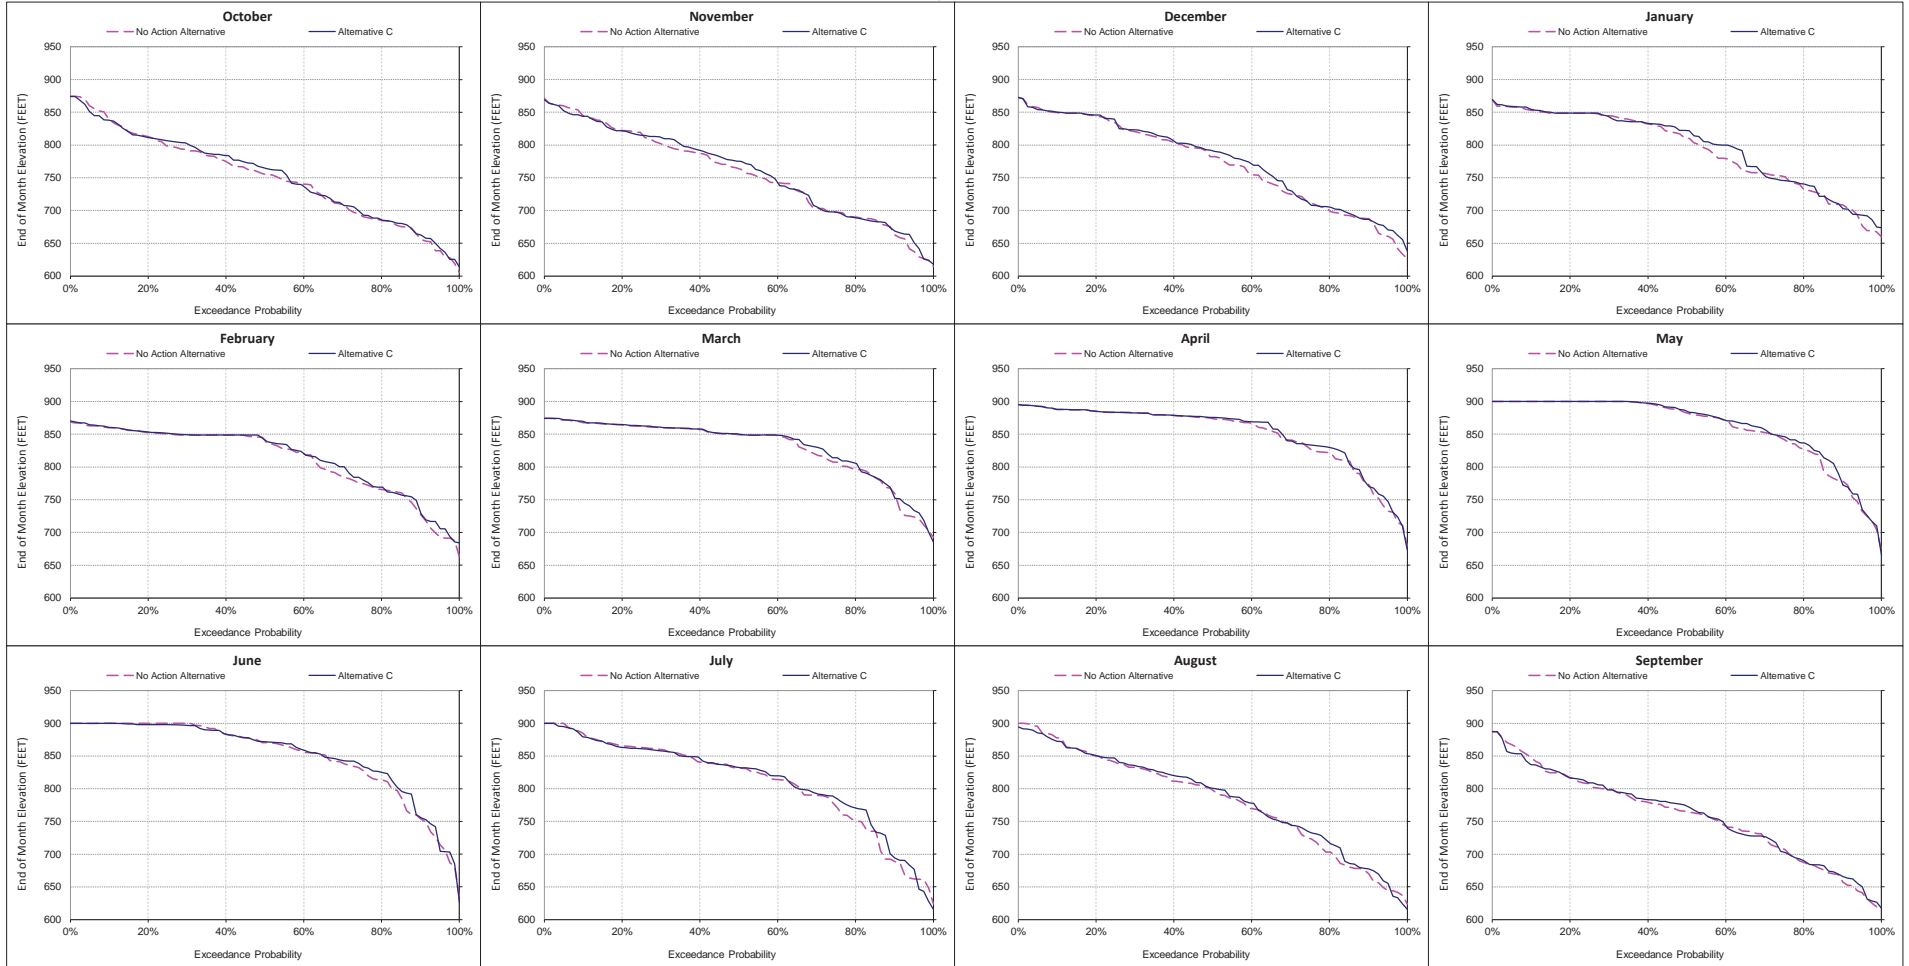 October
No Action Alternative Alternative C
End of Month Elevation (FEET)
950
900
850
800
750
700
650
600
0% 20% 40% 60% 80% 100%
Exceedance Probability
November
No Action Alternative Alternative C
End of Month Elevation (FEET)
950
900
850
800
750
700
650
600
0% 20% 40% 60% 80% 100%
Exceedance Probability
December
No Action Alternative Alternative C
End of Month Elevation (FEET)
950
900
850
800
750
700
650
600
0% 20% 40% 60% 80% 100%
Exceedance Probability
January
No Action Alternative Alternative C
End of Month Elevation (FEET)
950
900
850
800
750
700
650
600
0% 20% 40% 60% 80% 100%
Exceedance Probability
February
No Action Alternative Alternative C
End of Month Elevation (FEET)
950
900
850
800
750
700
650
600
0% 20% 40% 60% 80% 100%
Exceedance Probability
March
No Action Alternative Alternative C
End of Month Elevation (FEET)
950
900
850
800
750
700
650
600
0% 20% 40% 60% 80% 100%
Exceedance Probability
April
No Action Alternative Alternative C
End of Month Elevation (FEET)
950
900
850
800
750
700
650
600
0% 20% 40% 60% 80% 100%
Exceedance Probability
May
No Action Alternative Alternative C
End of Month Elevation (FEET)
950
900
850
800
750
700
650
600
0% 20% 40% 60% 80% 100%
Exceedance Probability
June
No Action Alternative Alternative C
End of Month Elevation (FEET)
950
900
850
800
750
700
650
600
0% 20% 40% 60% 80% 100%
Exceedance Probability
July
No Action Alternative Alternative C
End of Month Elevation (FEET)
950
900
850
800
750
700
650
600
0% 20% 40% 60% 80% 100%
Exceedance Probability
August
No Action Alternative Alternative C
End of Month Elevation (FEET)
950
900
850
800
750
700
650
600
0% 20% 40% 60% 80% 100%
Exceedance Probability
September
No Action Alternative Alternative C
End of Month Elevation (FEET)
950
900
850
800
750
700
650
600
0% 20% 40% 60% 80% 100%
Exceedance Probability